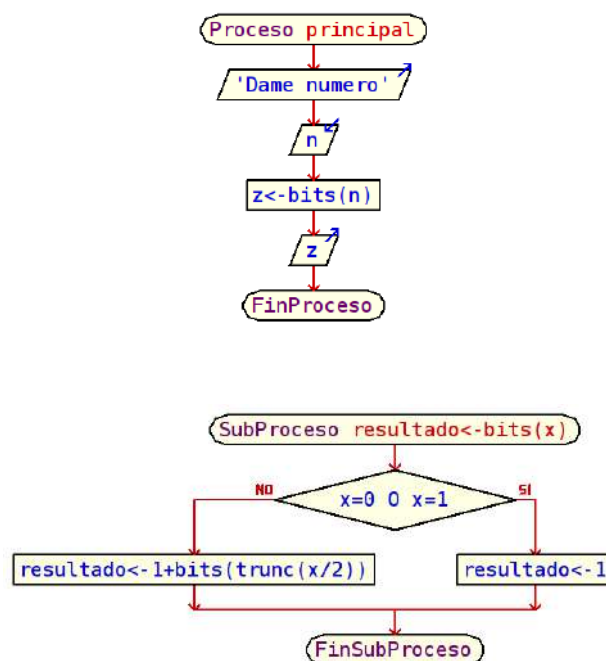 Proceso principal
'Dame numero'
n
z<-bits(n)
z
FinProceso
SubProceso resultado<-bits(x)
x=0 O x=1
NO
SI
resultado<-1+bits(trunc(x/2))
resultado<-1
FinSubProceso